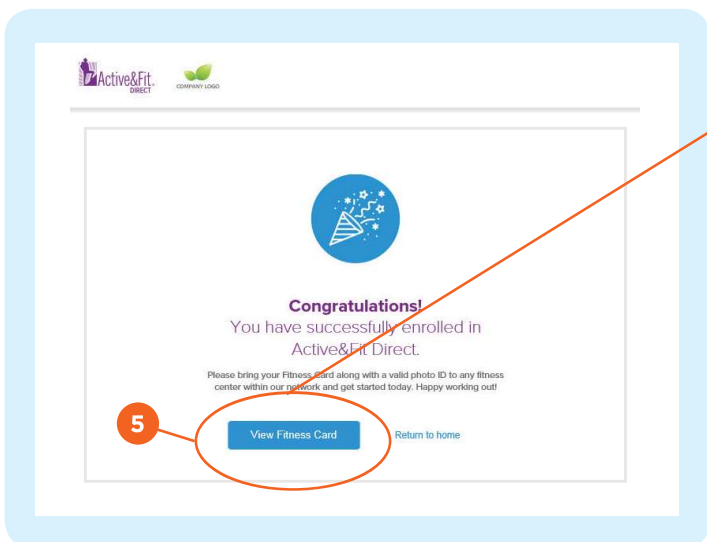 Active&Fit.
DIRECT
COMPANY LOGO
Congratulations!
You have successfully enrolled in
Active&Fit Direct.
Please bring your Fitness Card along with a valid photo ID to any fitness
center within our network and get started today. Happy working out!
5
View Fitness Card
Return to home